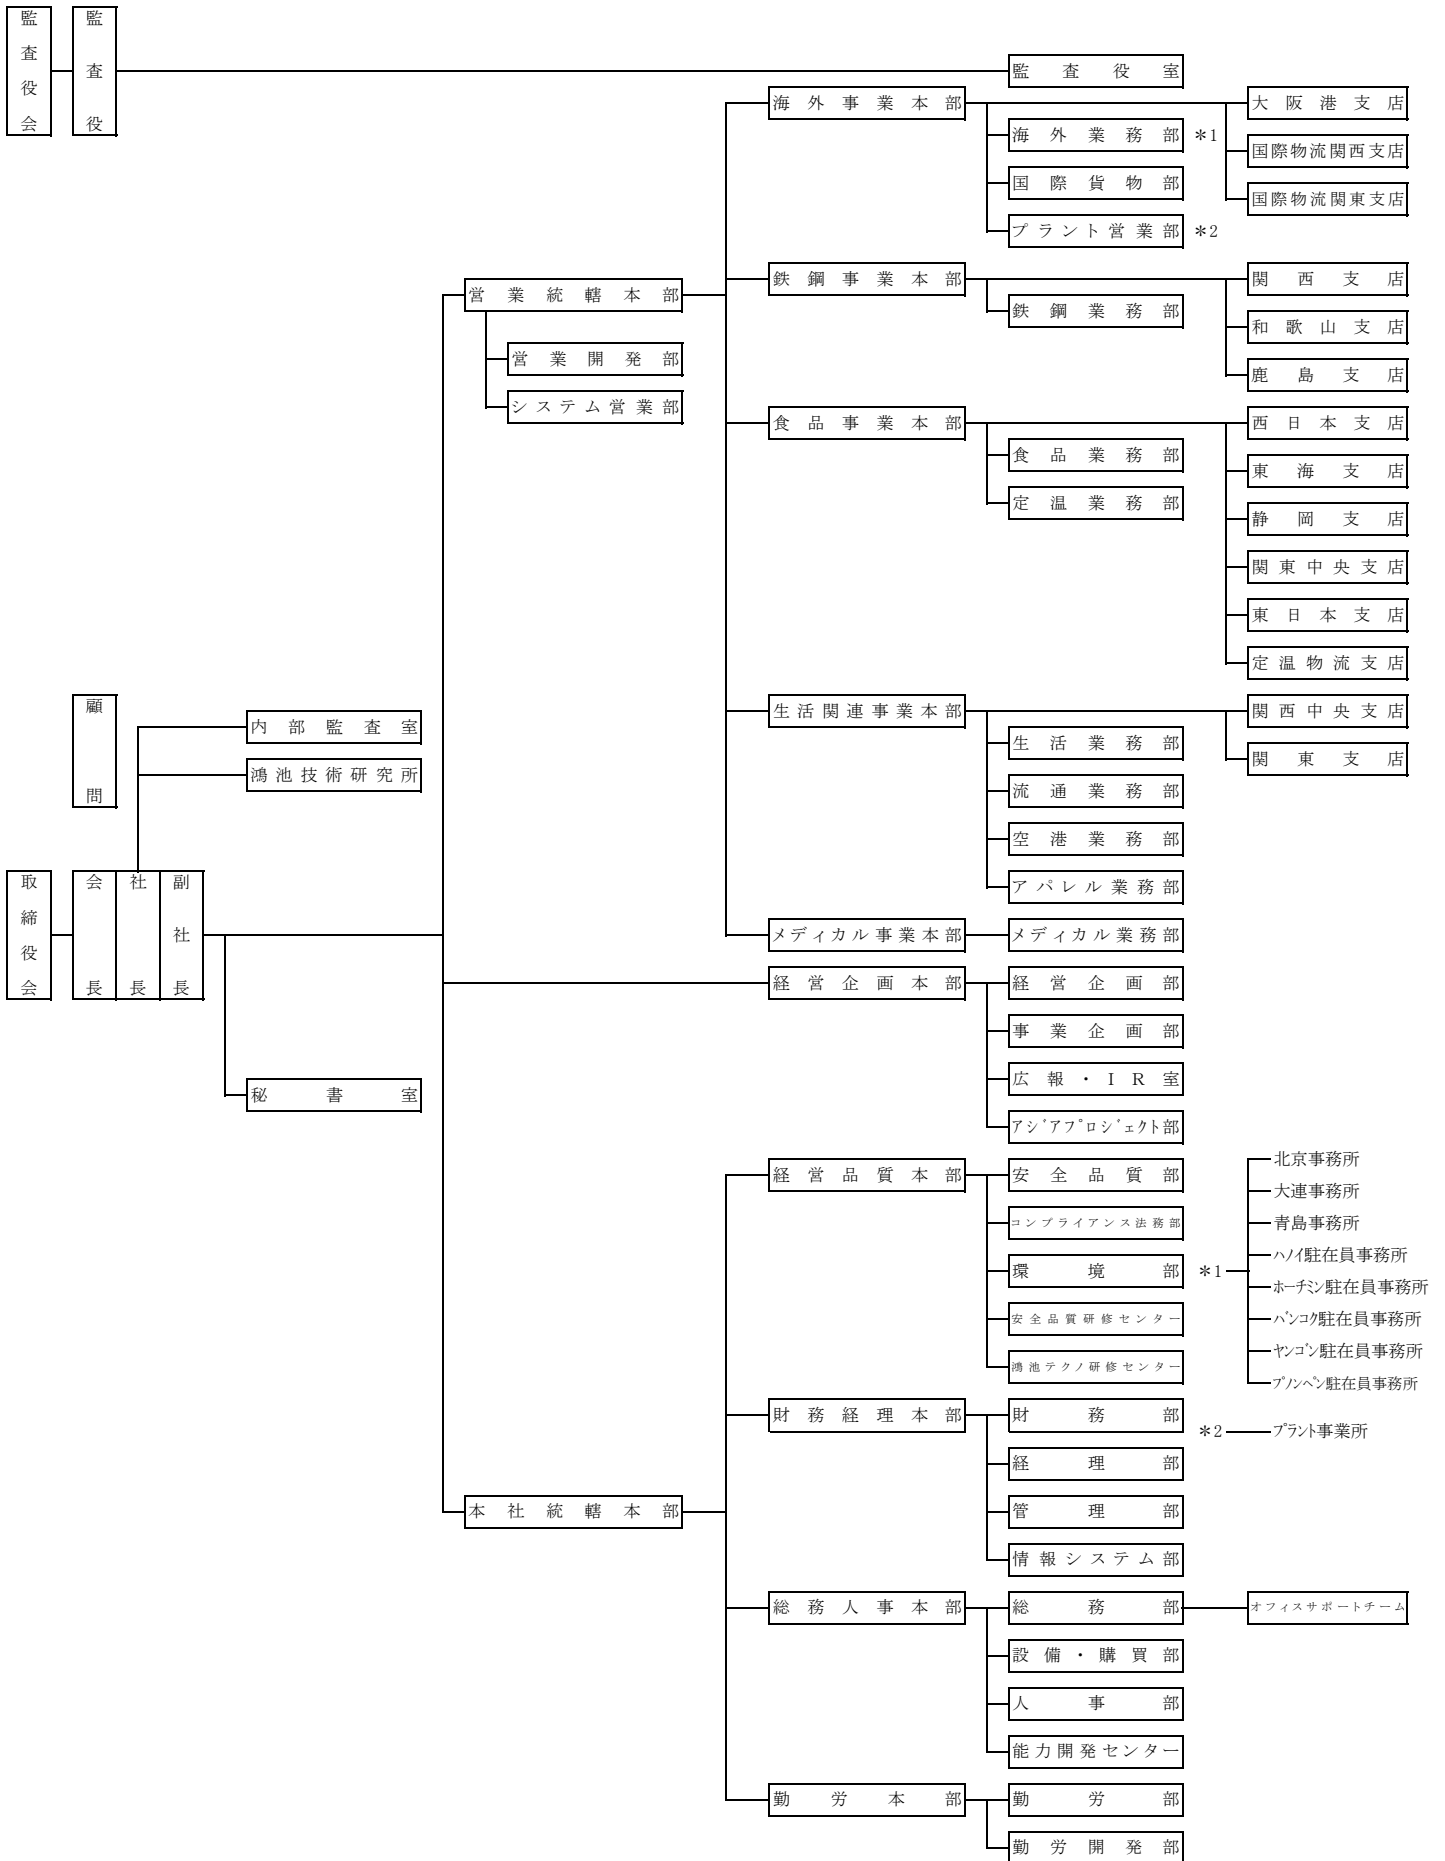 監査役会
監査役
監査役室
海外事業本部
大阪港支店
海外業務部 *1
国際物流関西支店
国際貨物部
国際物流関東支店
プラント営業部 *2
鉄鋼事業本部
関西支店
営業統轄本部
鉄鋼業務部
和歌山支店
営業開発部
鹿島支店
システム営業部
食品事業本部
西日本支店
食品業務部
東海支店
定温業務部
静岡支店
関東中央支店
東日本支店
定温物流支店
顧問
内部監査室
生活関連事業本部
関西中央支店
生活業務部
関東支店
鴻池技術研究所
流通業務部
空港業務部
アパレル業務部
取締役会
会長
社長
副社長
メディカル事業本部
メディカル業務部
経営企画本部
経営企画部
事業企画部
広報・IR室
秘書室
アジアプロジェクト部
経営品質本部
安全品質部
コンプライアンス法務部
環境部
安全品質研修センター
鴻池テクノ研修センター
*1
北京事務所
大連事務所
青島事務所
ハノイ駐在員事務所
ホーチミン駐在員事務所
バンコク駐在員事務所
ヤンゴン駐在員事務所
プノンペン駐在員事務所
財務経理本部
財務部
*2 プラント事業所
経理部
本社統轄本部
管理部
情報システム部
総務人事本部
総務部
オフィスサポートチーム
設備・購買部
人事部
能力開発センター
勤労本部
勤労部
勤労開発部